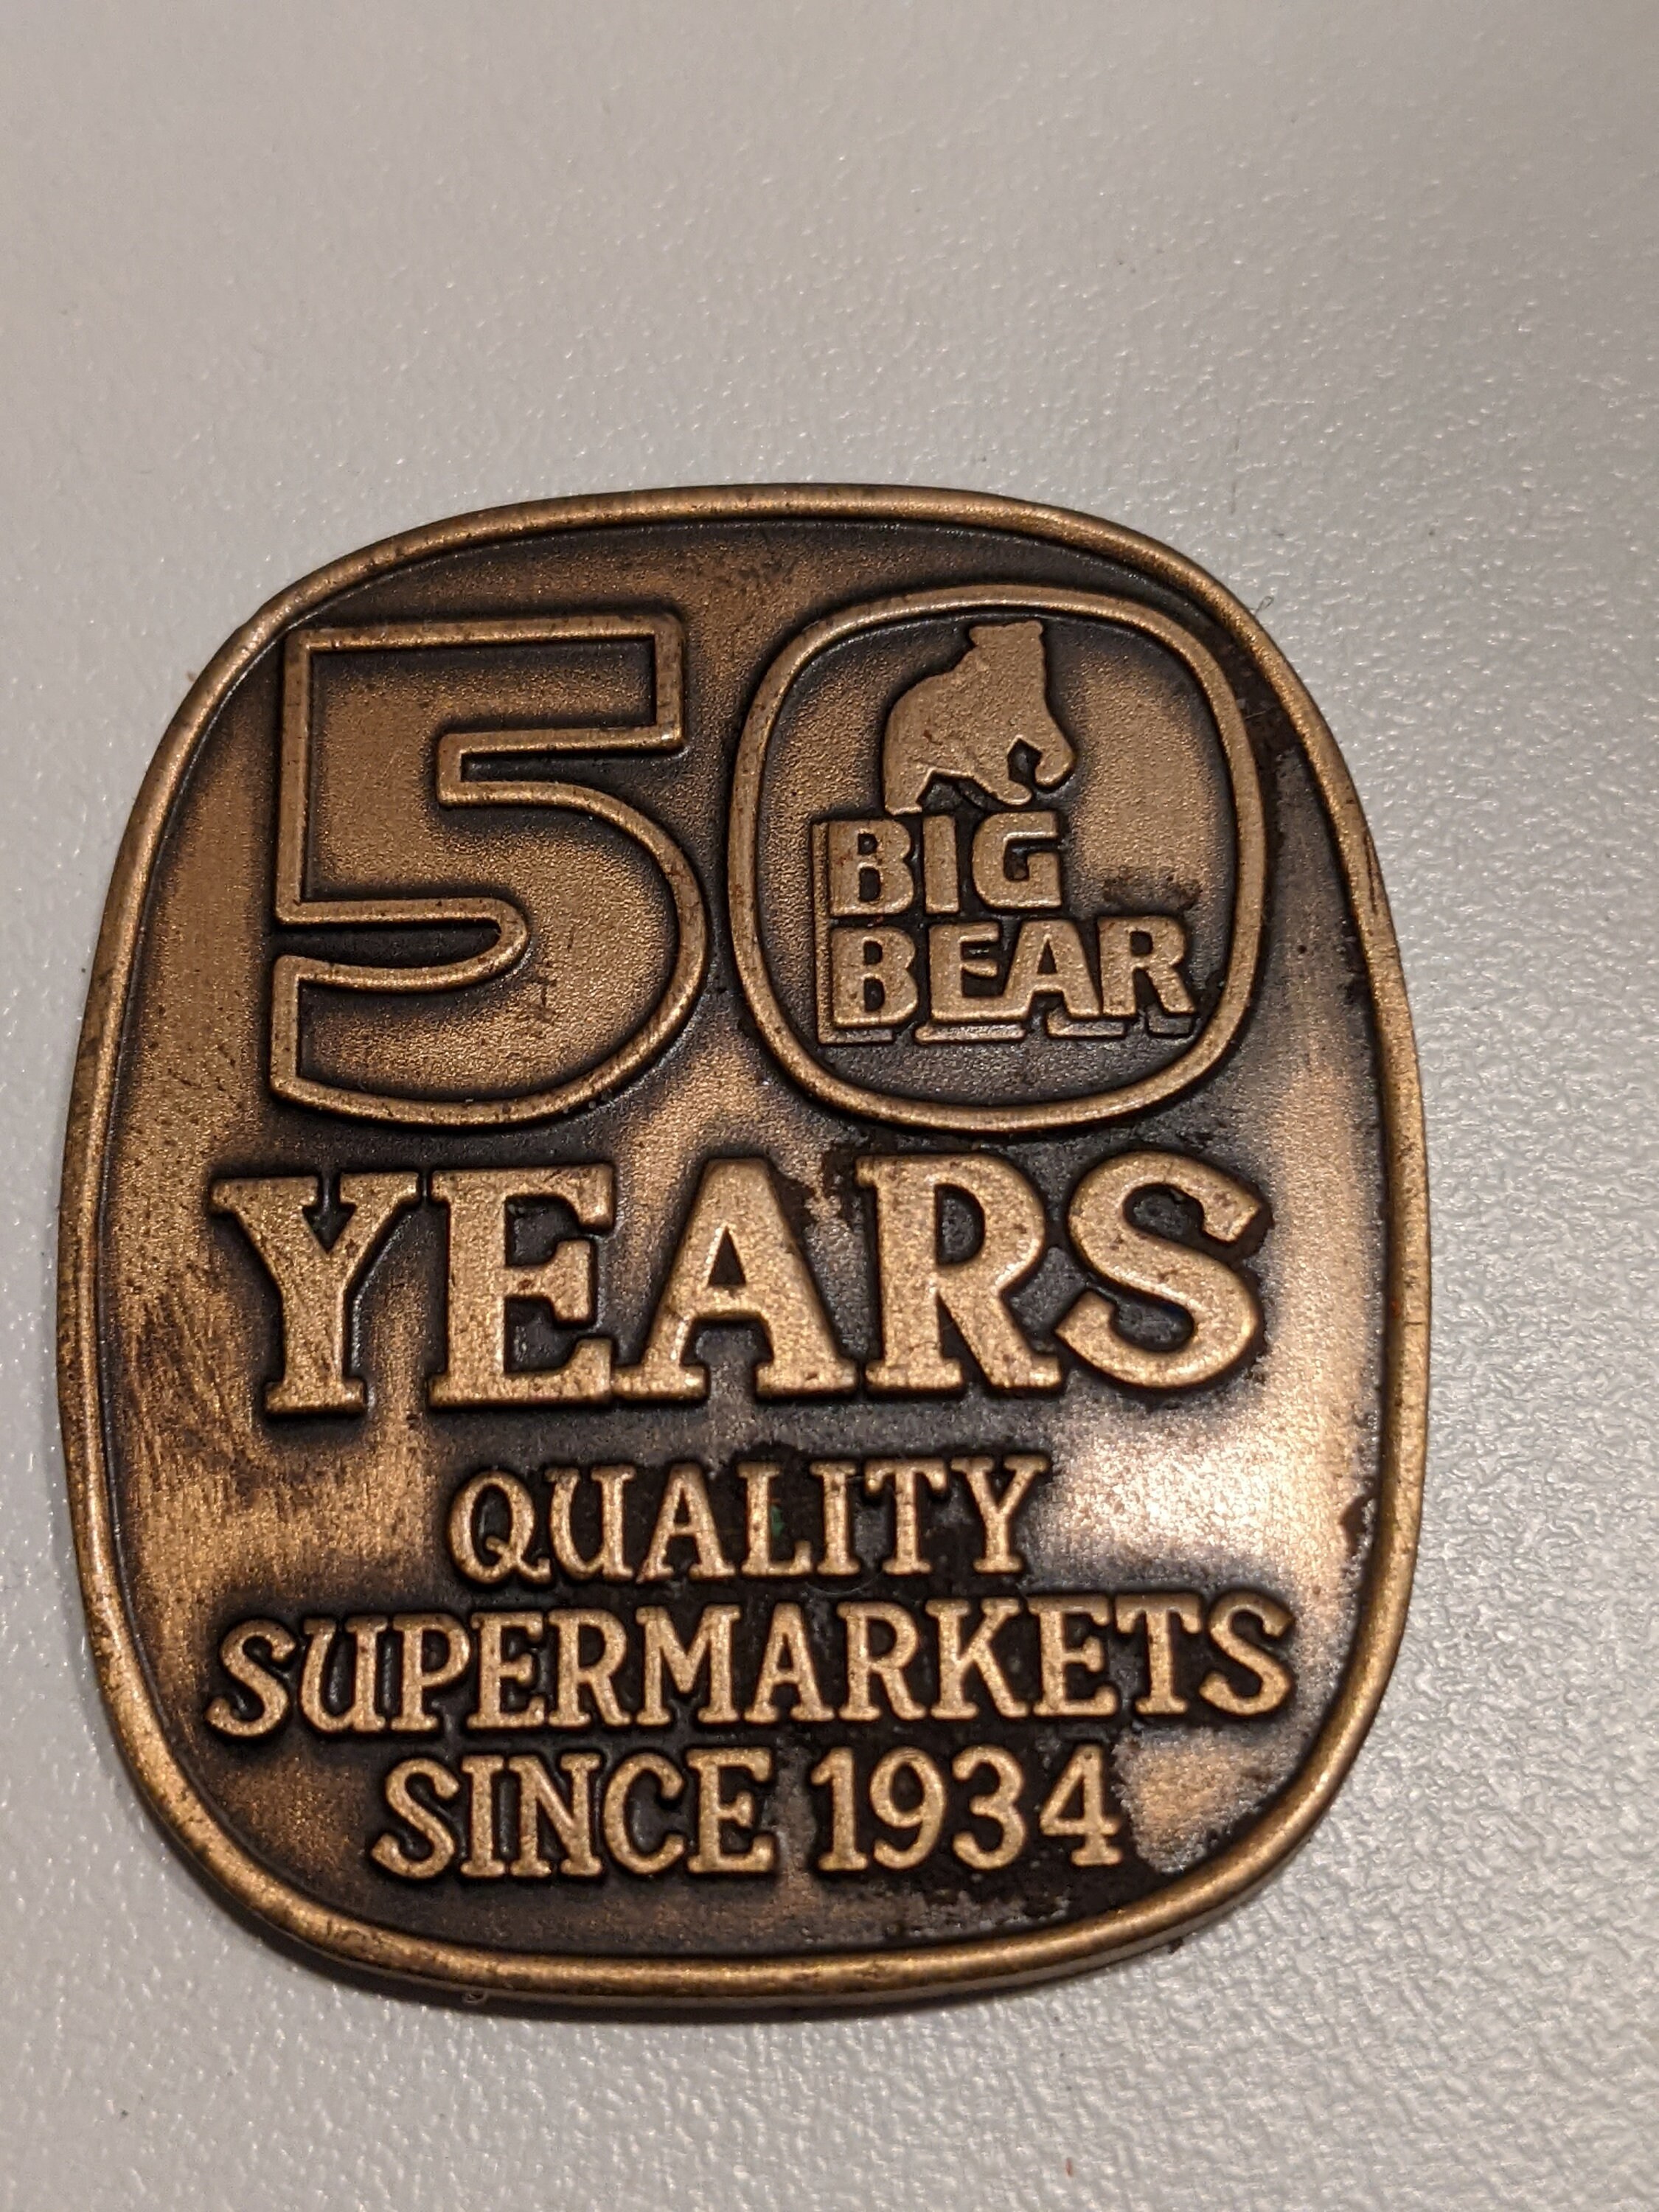 50
BIG
BEAR
YEARS
QUALITY
SUPERMARKETS
SINCE 1934